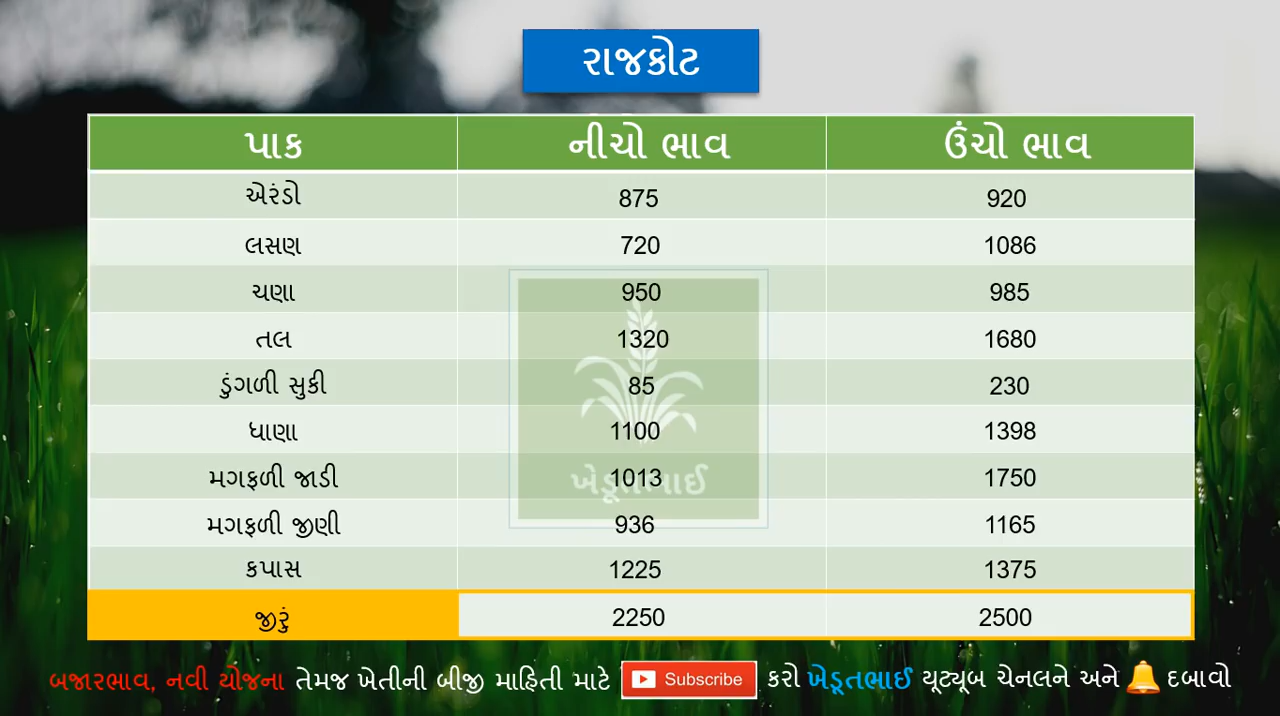 રાજકોટ
પાક નીચો ભાવ ઉંચો ભાવ
એરંડો 875 920
લસણ 720 1086
ચણા 950 985
તલ 1320 1680
ડુંગળી સુકી 85 230
ધાણા 1100 1398
મગફળી જાડી 1013 1750
મગફળી જીણી 936 1165
કપાસ 1225 1375
જીરું 2250 2500
ખેડૂતભાઈ
બજારભાવ, નવી યોજના તેમજ ખેતીની બીજી માહિતી માટે Subscribe કરો ખેડૂતભાઈ યૂટ્યૂબ ચેનલને અને દબાવો